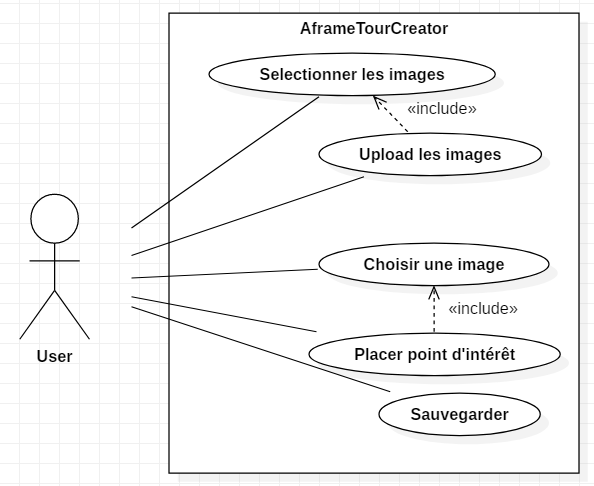 AframeTourCreator
Selectionner les images
«include»
Upload les images
Choisir une image
«include»
Placer point d'intérêt
User
Sauvegarder